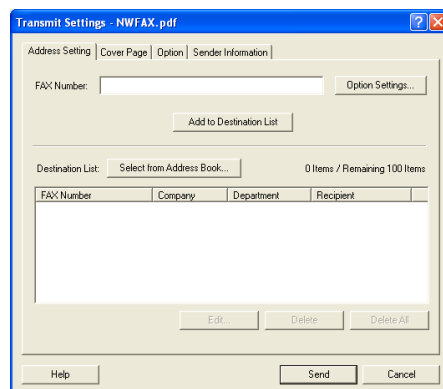 Transmit Settings - NWFAX.pdf
Address Setting Cover Page Option Sender Information
FAX Number: Option Settings...
Add to Destination List
Destination List: Select from Address Book... 0 Items / Remaining 100 Items
FAX Number Company Department Recipient
Edit... Delete Delete All
Help Send Cancel